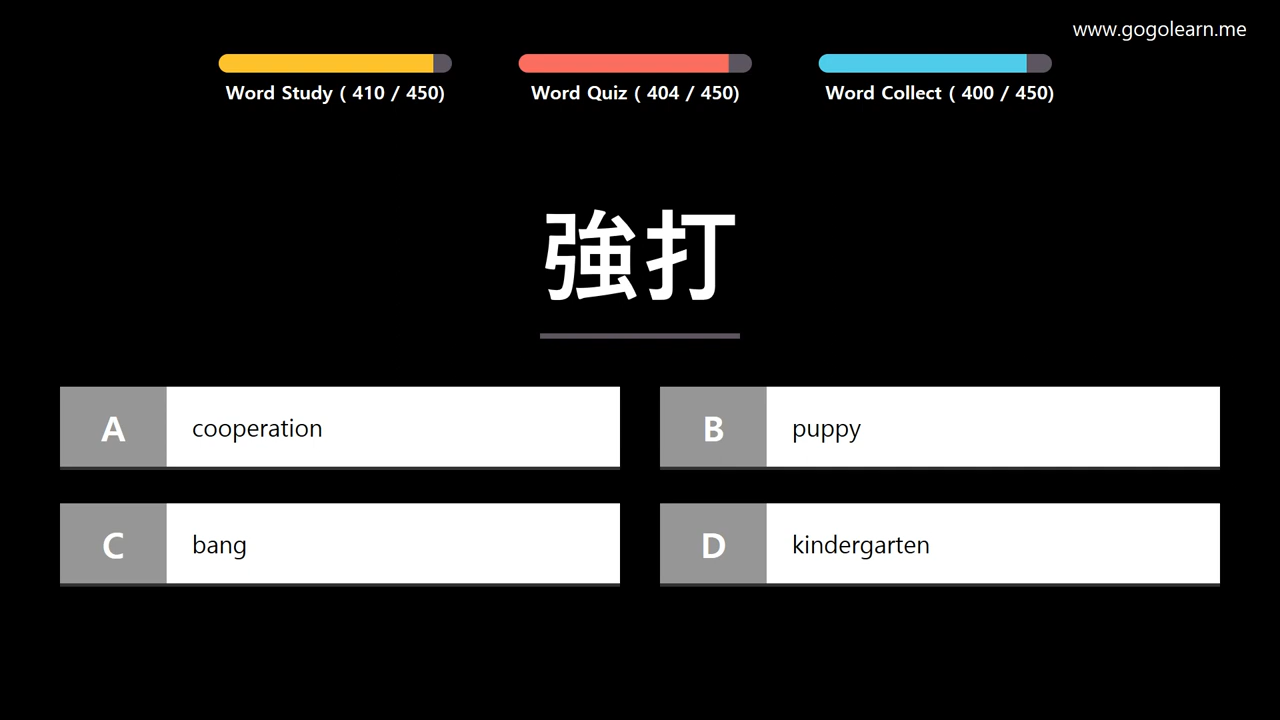 www.gogolearn.me
Word Study ( 410 / 450)
Word Quiz ( 404 / 450)
Word Collect ( 400 / 450)
強打
A cooperation
B puppy
C bang
D kindergarten